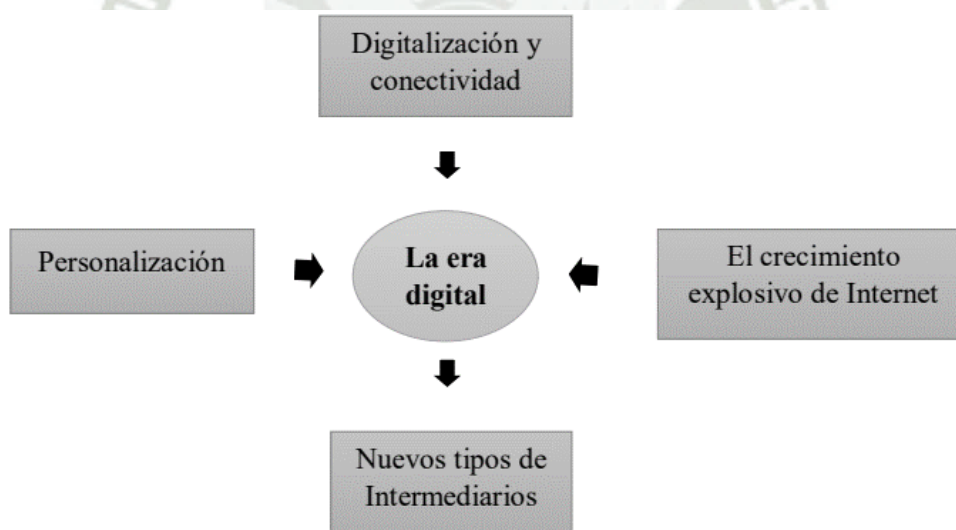 Digitalización y
conectividad
Personalización
La era
digital
El crecimiento
explosivo de Internet
Nuevos tipos de
Intermediarios